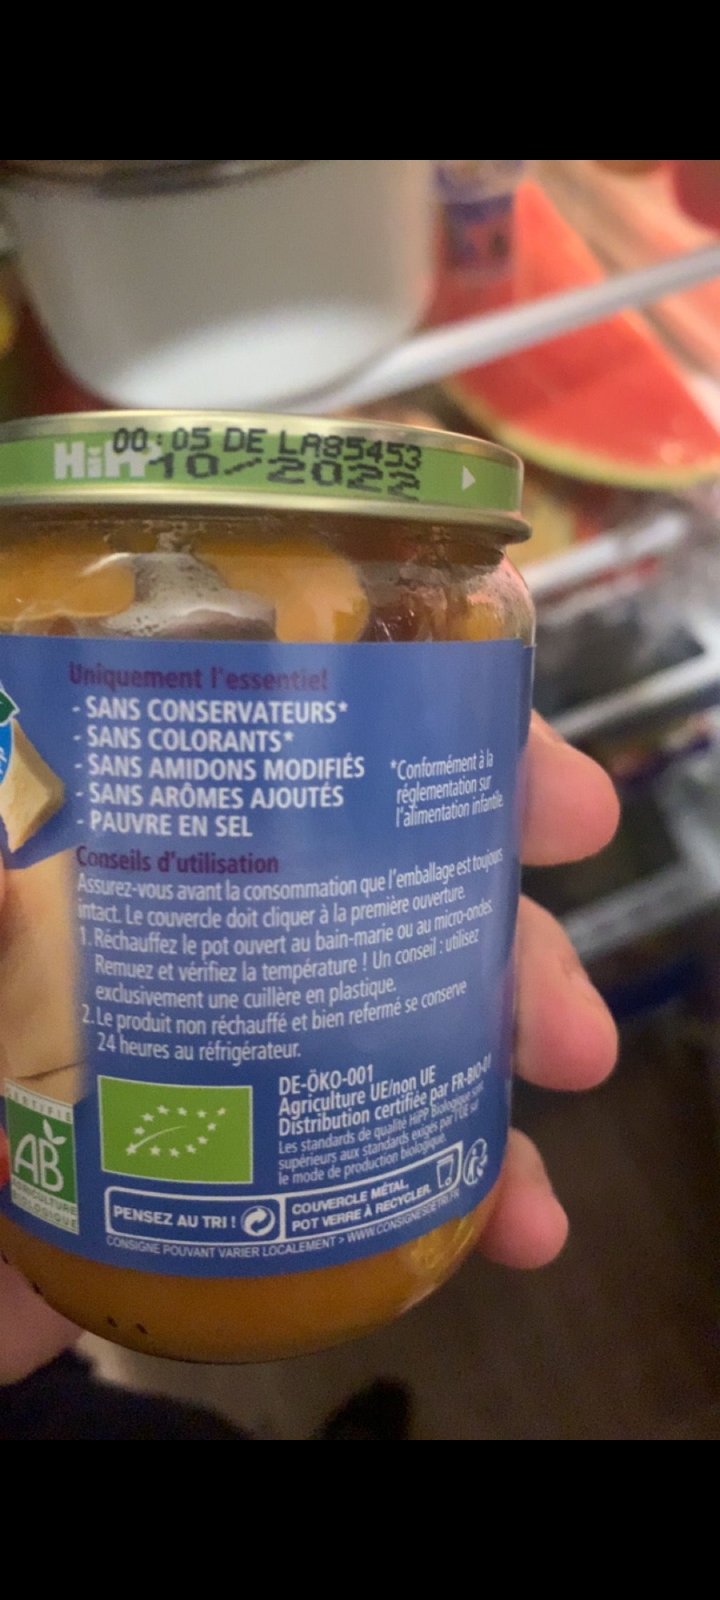 00:05 DE LA85453
HiPP
10/2022
Uniquement l'essentiel
- SANS CONSERVATEURS*
- SANS COLORANTS*
- SANS AMIDONS MODIFIÉS
- SANS ARÔMES AJOUTÉS
- PAUVRE EN SEL
*Conformément à la
réglementation sur
l'alimentation infantile.
Conseils d'utilisation
Assurez-vous avant la consommation que l'emballage est toujours
intact. Le couvercle doit cliquer à la première ouverture.
1. Réchauffez le pot ouvert au bain-marie ou au micro-ondes.
Remuez et vérifiez la température ! Un conseil : utilisez
exclusivement une cuillère en plastique.
2. Le produit non réchauffé et bien refermé se conserve
24 heures au réfrigérateur.
DE-ÖKO-001
Agriculture UE/non UE
Distribution certifiée par FR-BIO-01
Les standards de qualité HiPP Biologique sont
supérieurs aux standards exigés par l'UE sur
le mode de production biologique.
CERTIFIÉ
AB
AGRICULTURE
BIOLOGIQUE
PENSEZ AU TRI !
COUVERCLE MÉTAL,
POT VERRE À RECYCLER.
CONSIGNE POUVANT VARIER LOCALEMENT > WWW.CONSIGNESDETRI.FR